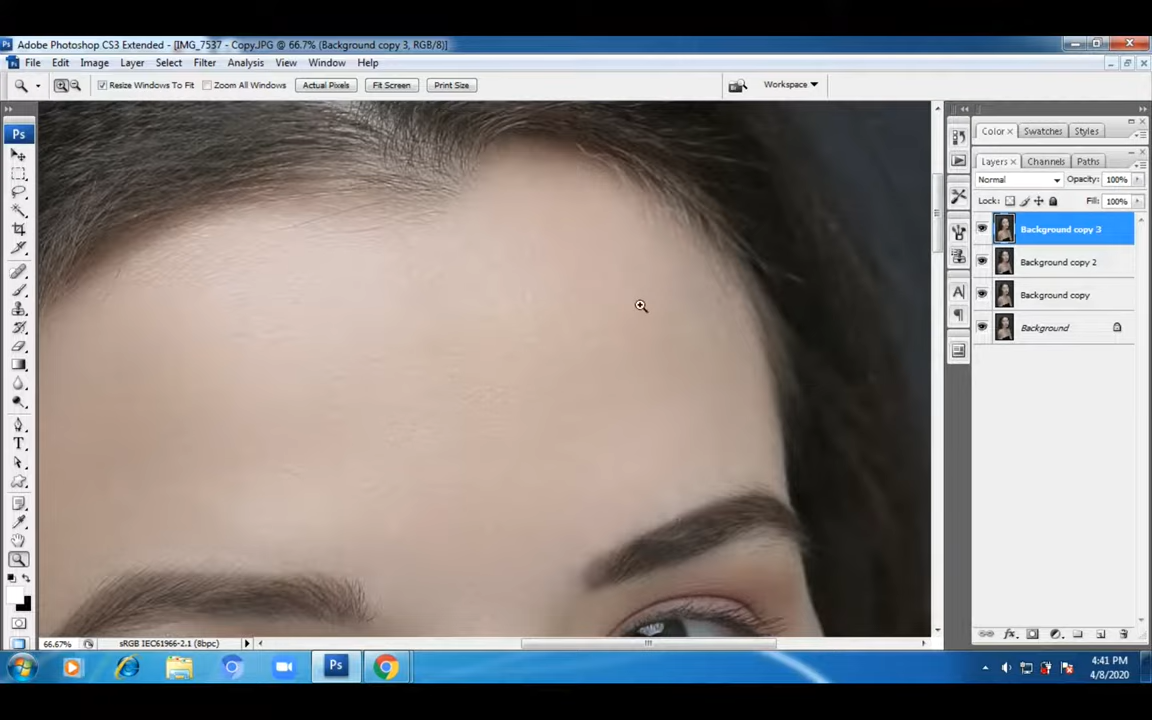 Ps Adobe Photoshop CS3 Extended - [IMG_7537 - Copy.JPG @ 66.7% (Background copy 3, RGB/8)]
File Edit Image Layer Select Filter Analysis View Window Help
Resize Windows To Fit Zoom All Windows Actual Pixels Fit Screen Print Size Workspace
Ps
Color × Swatches Styles
Layers × Channels Paths
Normal Opacity: 100%
Lock: Fill: 100%
Background copy 3
Background copy 2
Background copy
Background
A
T
66.67% sRGB IEC61966-2.1 (8bpc)
Ps
4:41 PM
4/8/2020